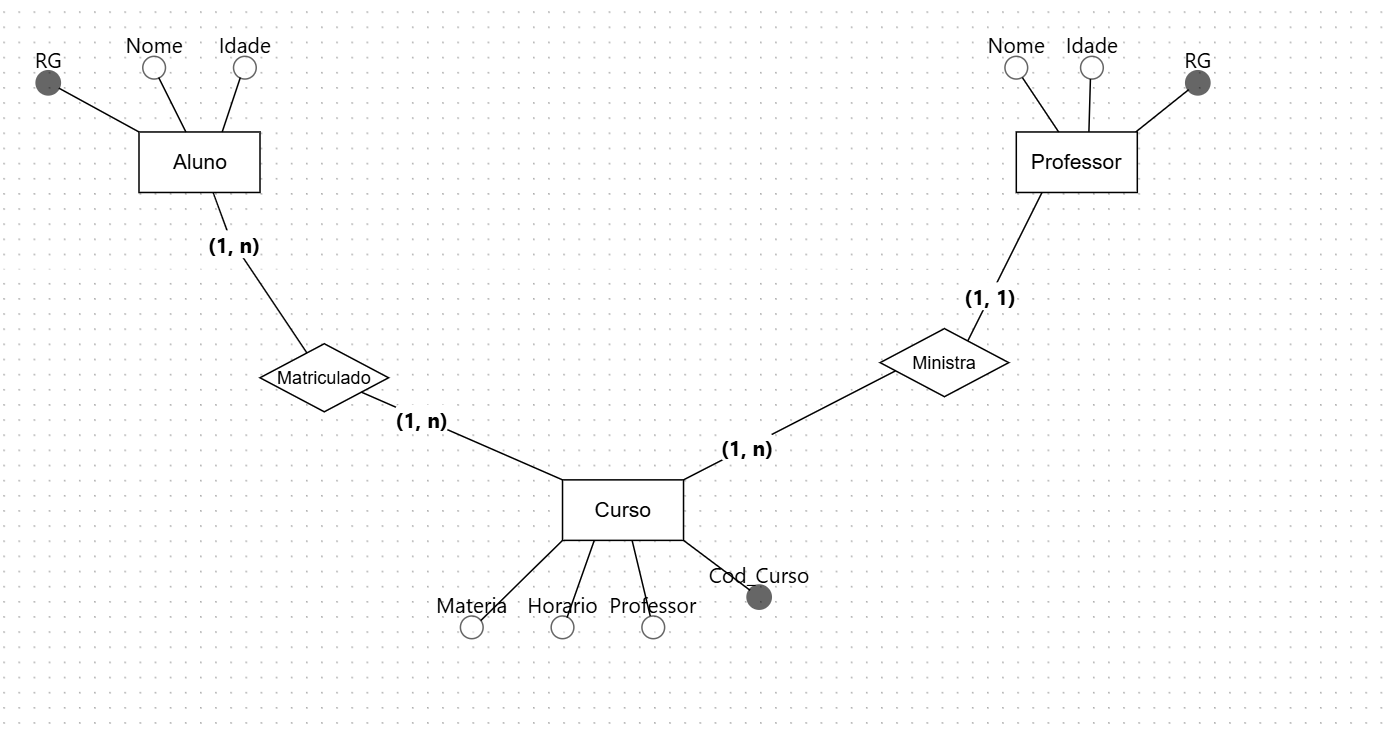 Nome
Idade
RG
Aluno
(1, n)
Matriculado
(1, n)
Nome
Idade
RG
Professor
(1, 1)
Ministra
(1, n)
Curso
Materia
Horario
Professor
Cod_Curso